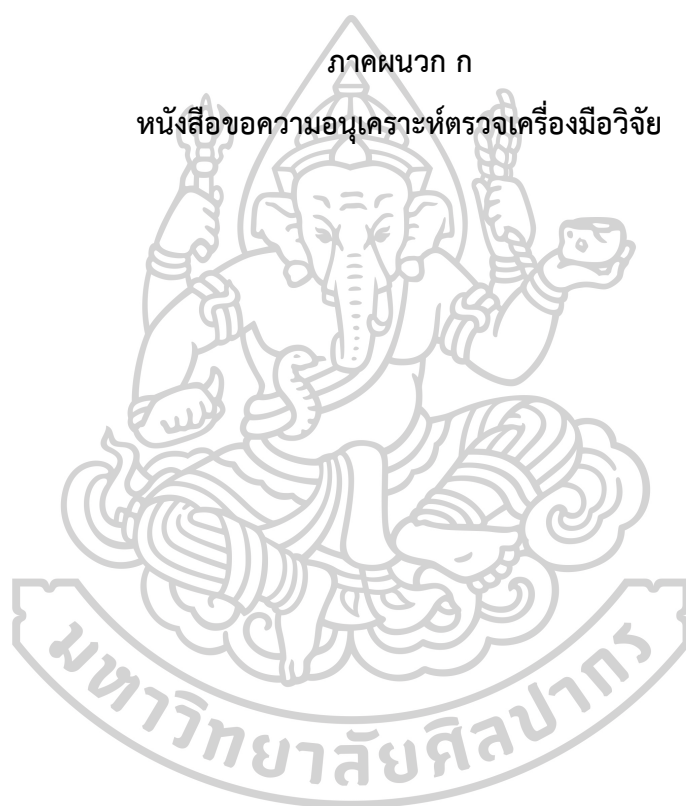 ภาคผนวก ก
หนังสือขอความอนุเคราะห์ตรวจเครื่องมือวิจัย
มหาวิทยาลัยศิลปากร